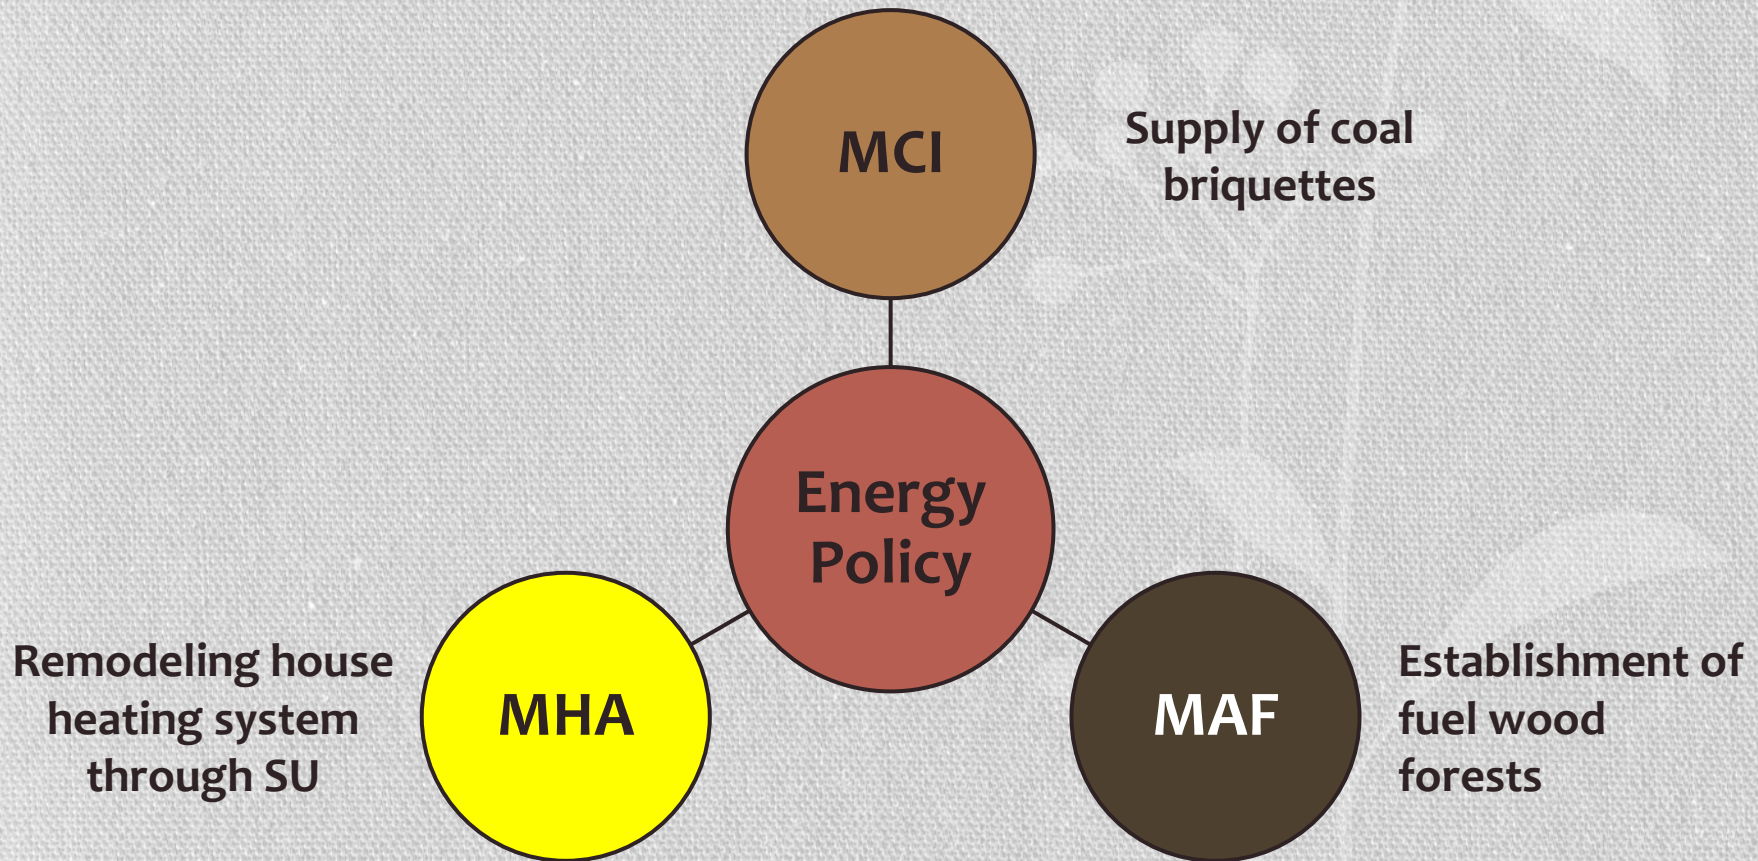 MCI
Supply of coal
briquettes
Energy
Policy
Remodeling house
heating system
through SU
MHA
MAF
Establishment of
fuel wood
forests